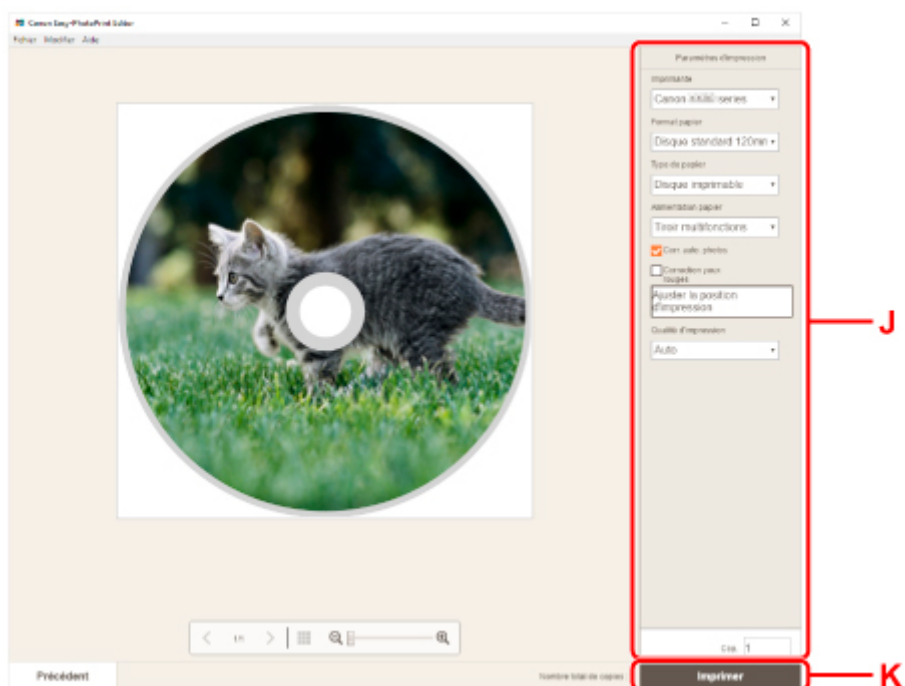 Canon Easy-PhotoPrint Editor
Fichier Modifier Aide
Paramètres d'impression
Imprimante
Canon series
Format papier
Disque standard 120mm
Type de papier
Disque imprimable
Alimentation papier
Tiroir multifonctions
Corr. auto. photos
Correction yeux
rouges
Ajuster la position
d'impression
Qualité d'impression
Auto
J
1/1
Cop. 1
Précédent
Nombre total de copies
Imprimer
K